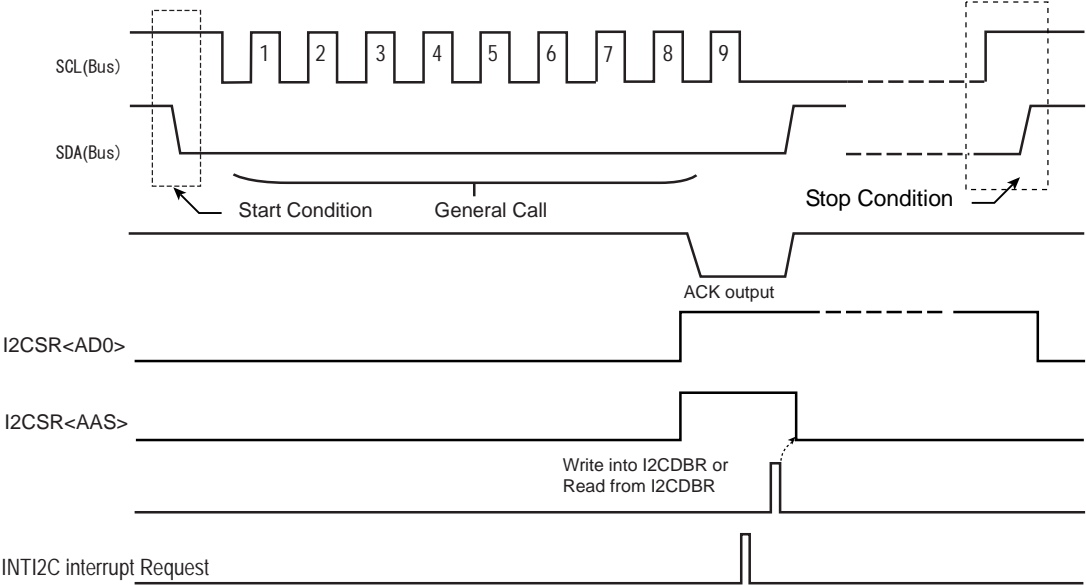 SCL(Bus)
1 2 3 4 5 6 7 8 9
SDA(Bus)
Start Condition
General Call
Stop Condition
ACK output
I2CSR<AD0>
I2CSR<AAS>
Write into I2CDBR or
Read from I2CDBR
INTI2C interrupt Request